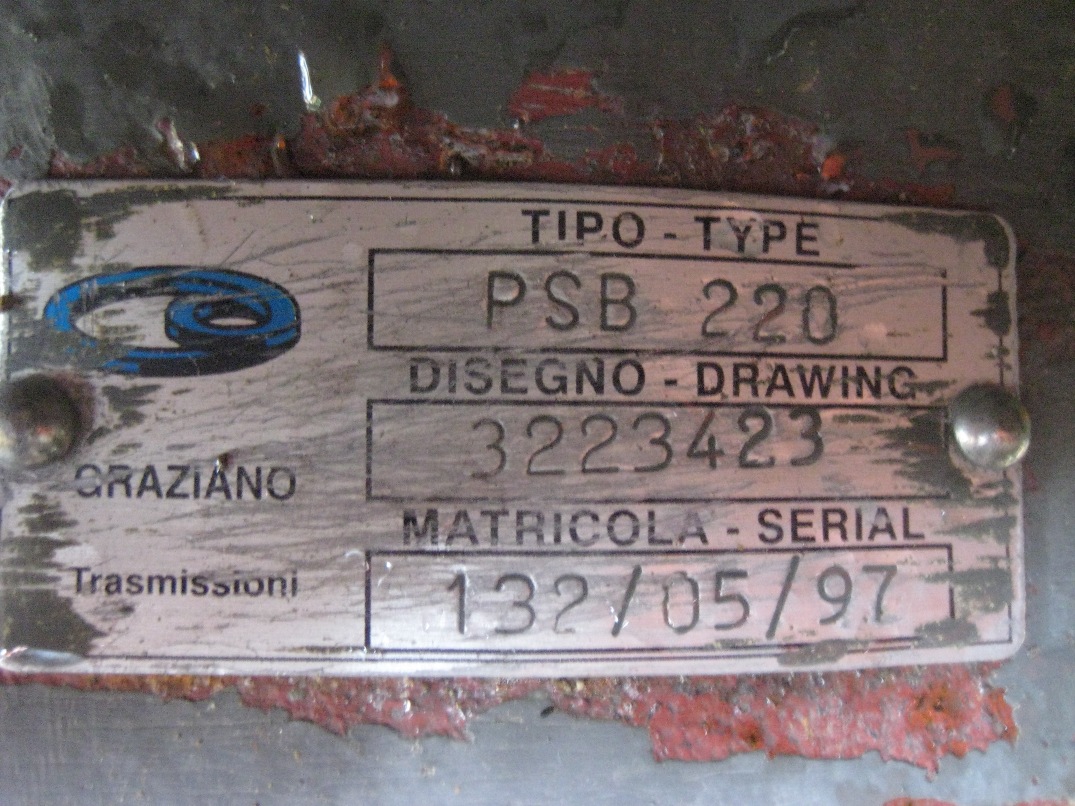 TIPO - TYPE
PSB 220
DISEGNO - DRAWING
3223423
GRAZIANO
MATRICOLA - SERIAL
Trasmissioni
132/05/97